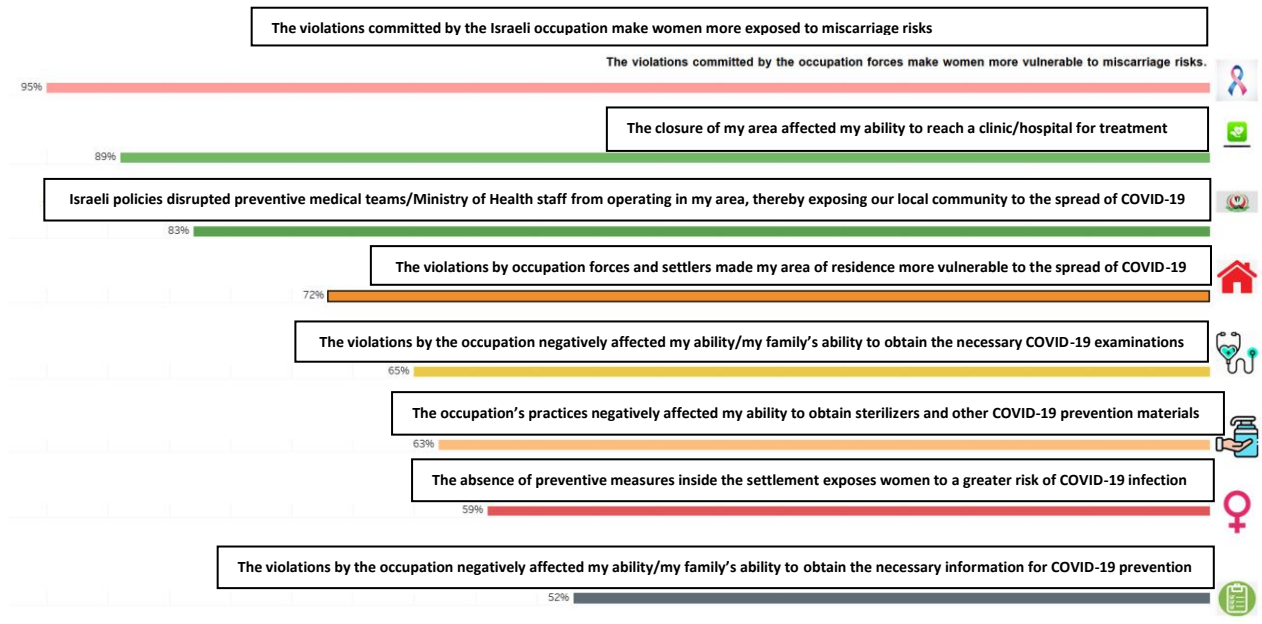 The violations committed by the Israeli occupation make women more exposed to miscarriage risks
The violations committed by the occupation forces make women more vulnerable to miscarriage risks.
95%
The closure of my area affected my ability to reach a clinic/hospital for treatment
89%
Israeli policies disrupted preventive medical teams/Ministry of Health staff from operating in my area, thereby exposing our local community to the spread of COVID-19
83%
The violations by occupation forces and settlers made my area of residence more vulnerable to the spread of COVID-19
72%
The violations by the occupation negatively affected my ability/my family’s ability to obtain the necessary COVID-19 examinations
65%
The occupation’s practices negatively affected my ability to obtain sterilizers and other COVID-19 prevention materials
63%
The absence of preventive measures inside the settlement exposes women to a greater risk of COVID-19 infection
59%
The violations by the occupation negatively affected my ability/my family’s ability to obtain the necessary information for COVID-19 prevention
52%